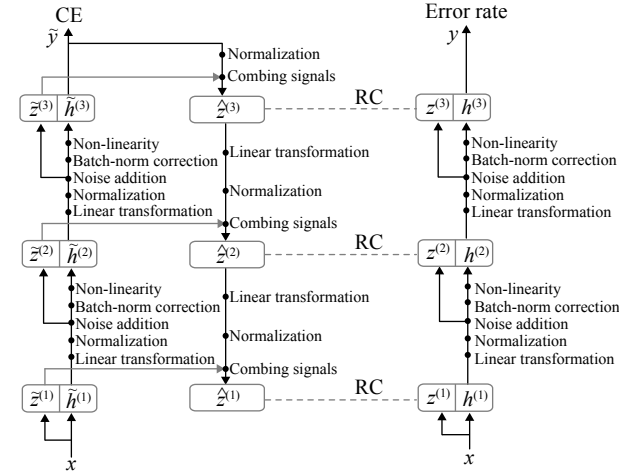 CE
Error rate
ỹ
y
Normalization
Combing signals
z̃⁽³⁾ h̃⁽³⁾
ẑ⁽³⁾
RC
z⁽³⁾ h⁽³⁾
Non-linearity
Batch-norm correction
Noise addition
Normalization
Linear transformation
Linear transformation
Normalization
Combing signals
Non-linearity
Batch-norm correction
Noise addition
Normalization
Linear transformation
z̃⁽²⁾ h̃⁽²⁾
ẑ⁽²⁾
RC
z⁽²⁾ h⁽²⁾
Non-linearity
Batch-norm correction
Noise addition
Normalization
Linear transformation
Linear transformation
Normalization
Combing signals
Non-linearity
Batch-norm correction
Noise addition
Normalization
Linear transformation
z̃⁽¹⁾ h̃⁽¹⁾
ẑ⁽¹⁾
RC
z⁽¹⁾ h⁽¹⁾
x
x